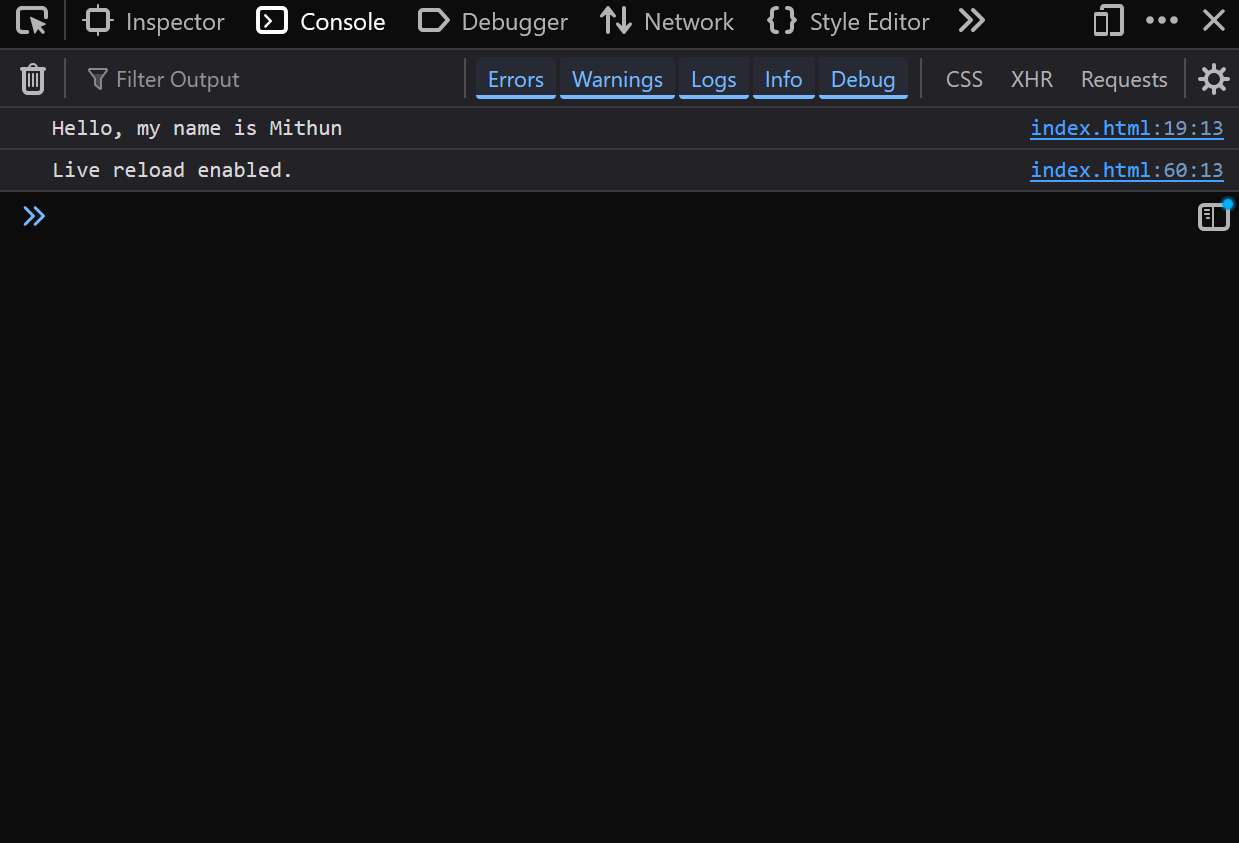 Inspector Console Debugger Network Style Editor
Filter Output Errors Warnings Logs Info Debug CSS XHR Requests
Hello, my name is Mithun index.html:19:13
Live reload enabled. index.html:60:13